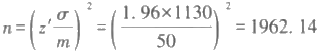 n = (z′ σ/m)² = (1.96×1130/50)² = 1962.14